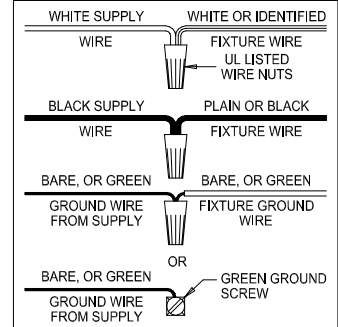 WHITE SUPPLY WHITE OR IDENTIFIED
WIRE FIXTURE WIRE
UL LISTED
WIRE NUTS
BLACK SUPPLY PLAIN OR BLACK
WIRE FIXTURE WIRE
BARE, OR GREEN BARE, OR GREEN
GROUND WIRE FIXTURE GROUND
FROM SUPPLY WIRE
OR
BARE, OR GREEN GREEN GROUND
SCREW
GROUND WIRE
FROM SUPPLY